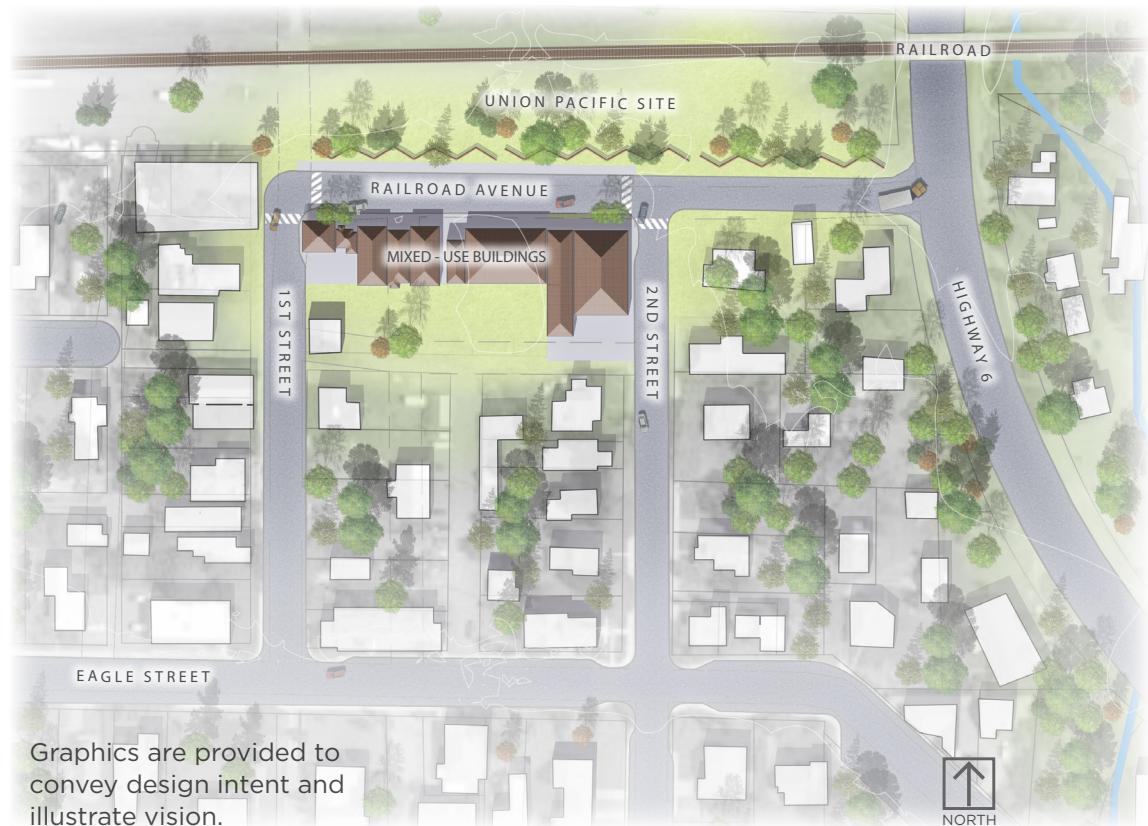 RAILROAD
UNION PACIFIC SITE
RAILROAD AVENUE
MIXED - USE BUILDINGS
1ST STREET
2ND STREET
HIGHWAY 6
EAGLE STREET
Graphics are provided to
convey design intent and
illustrate vision.
NORTH